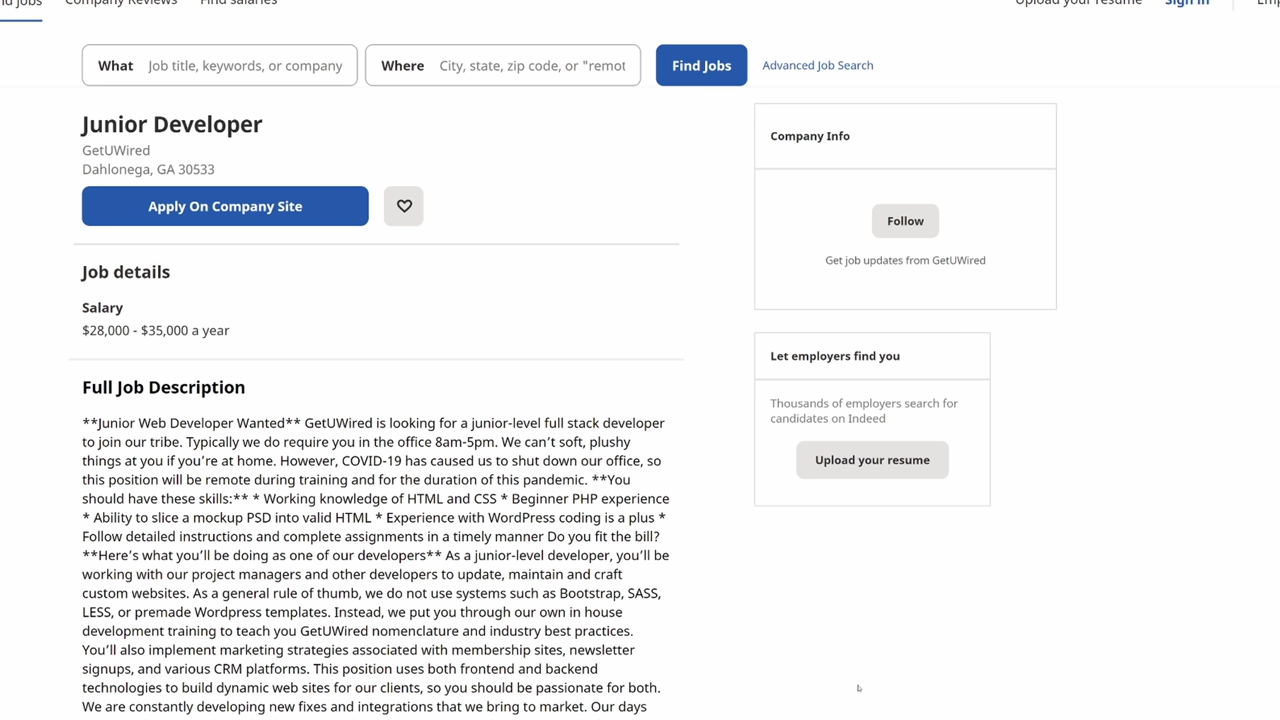 nd jobs Company Reviews Find salaries Upload your resume Sign in Emp
What Job title, keywords, or company Where City, state, zip code, or "remot Find Jobs Advanced Job Search
Junior Developer
GetUWired
Dahlonega, GA 30533
Apply On Company Site
Job details
Salary
$28,000 - $35,000 a year
Full Job Description
**Junior Web Developer Wanted** GetUWired is looking for a junior-level full stack developer
to join our tribe. Typically we do require you in the office 8am-5pm. We can’t soft, plushy
things at you if you’re at home. However, COVID-19 has caused us to shut down our office, so
this position will be remote during training and for the duration of this pandemic. **You
should have these skills:** * Working knowledge of HTML and CSS * Beginner PHP experience
* Ability to slice a mockup PSD into valid HTML * Experience with WordPress coding is a plus *
Follow detailed instructions and complete assignments in a timely manner Do you fit the bill?
**Here’s what you’ll be doing as one of our developers** As a junior-level developer, you’ll be
working with our project managers and other developers to update, maintain and craft
custom websites. As a general rule of thumb, we do not use systems such as Bootstrap, SASS,
LESS, or premade Wordpress templates. Instead, we put you through our own in house
development training to teach you GetUWired nomenclature and industry best practices.
You’ll also implement marketing strategies associated with membership sites, newsletter
signups, and various CRM platforms. This position uses both frontend and backend
technologies to build dynamic web sites for our clients, so you should be passionate for both.
We are constantly developing new fixes and integrations that we bring to market. Our days
Company Info
Follow
Get job updates from GetUWired
Let employers find you
Thousands of employers search for
candidates on Indeed
Upload your resume